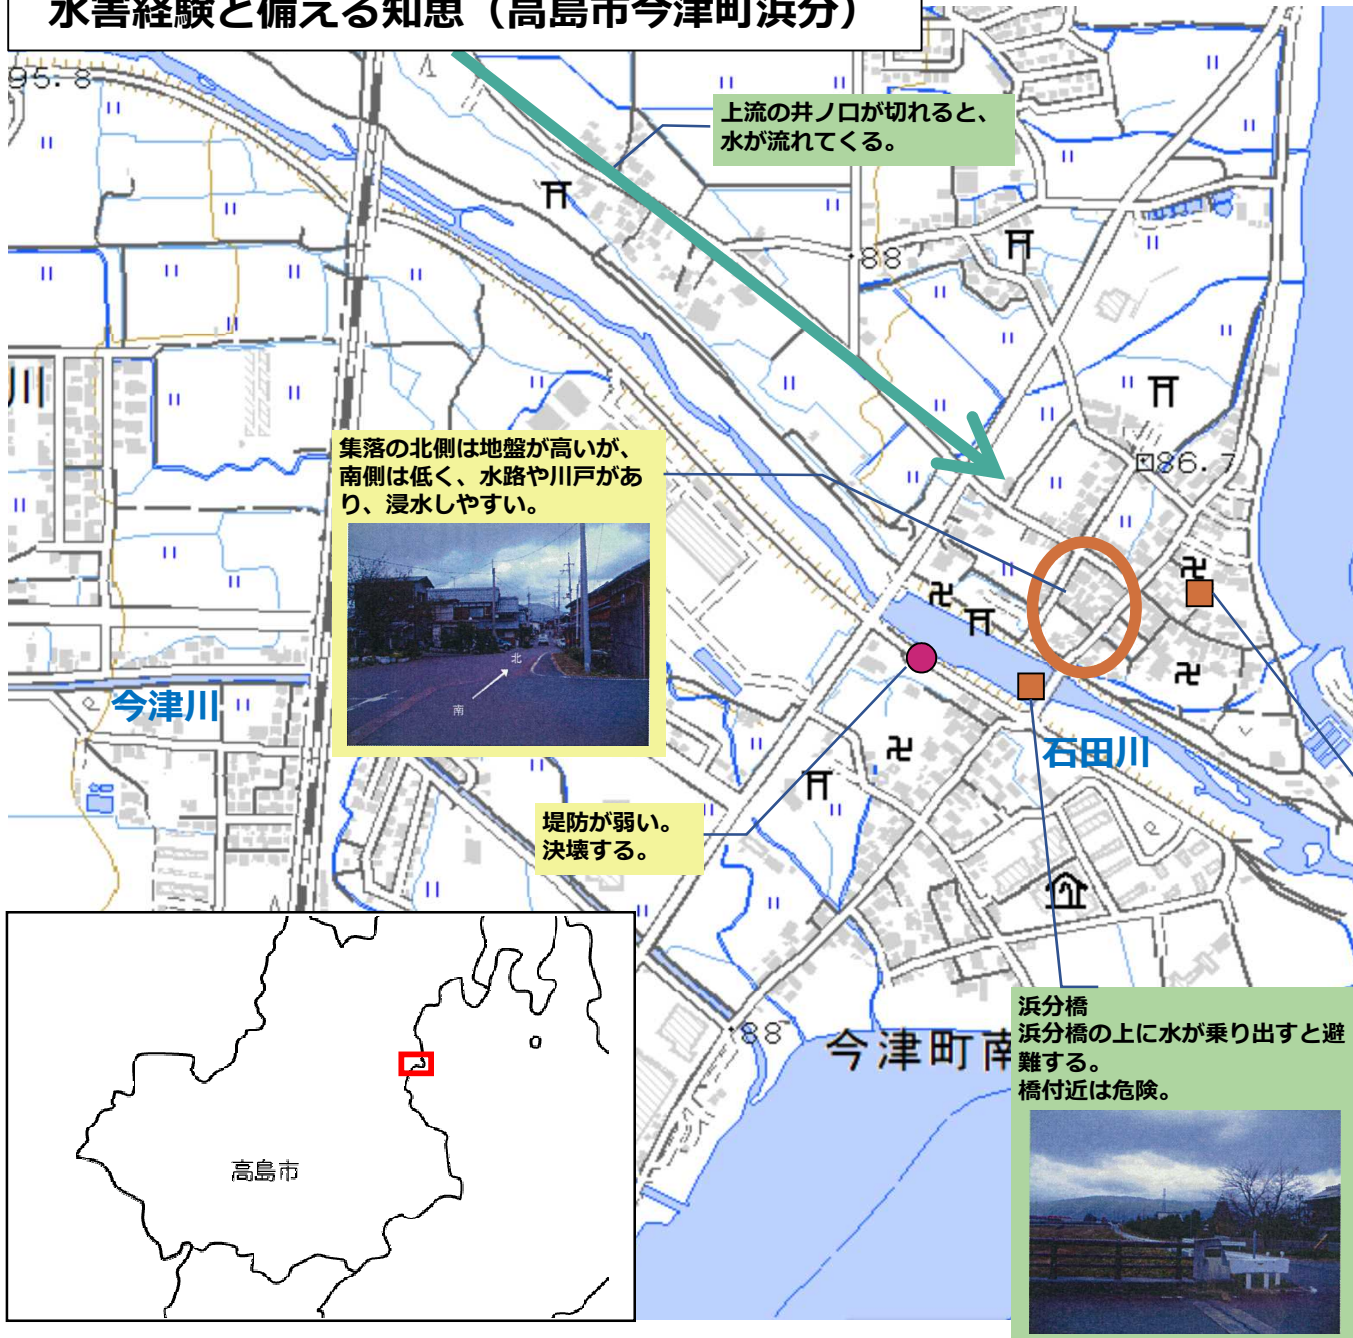 水害経験と備える知恵（高島市今津町浜分）
95.8
上流の井ノ口が切れると、
水が流れてくる。
88
川
集落の北側は地盤が高いが、
南側は低く、水路や川戸があ
り、浸水しやすい。
北
南
86.7
今津川
石田川
堤防が弱い。
決壊する。
88
今津町南
浜分橋
浜分橋の上に水が乗り出すと避
難する。
橋付近は危険。
高島市